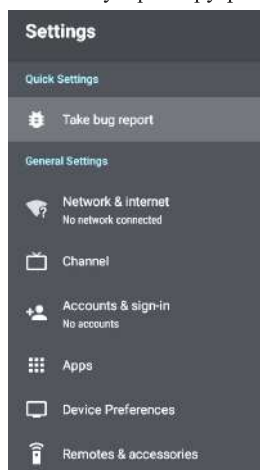 Settings
Quick Settings
Take bug report
General Settings
Network & internet
No network connected
Channel
Accounts & sign-in
No accounts
Apps
Device Preferences
Remotes & accessories